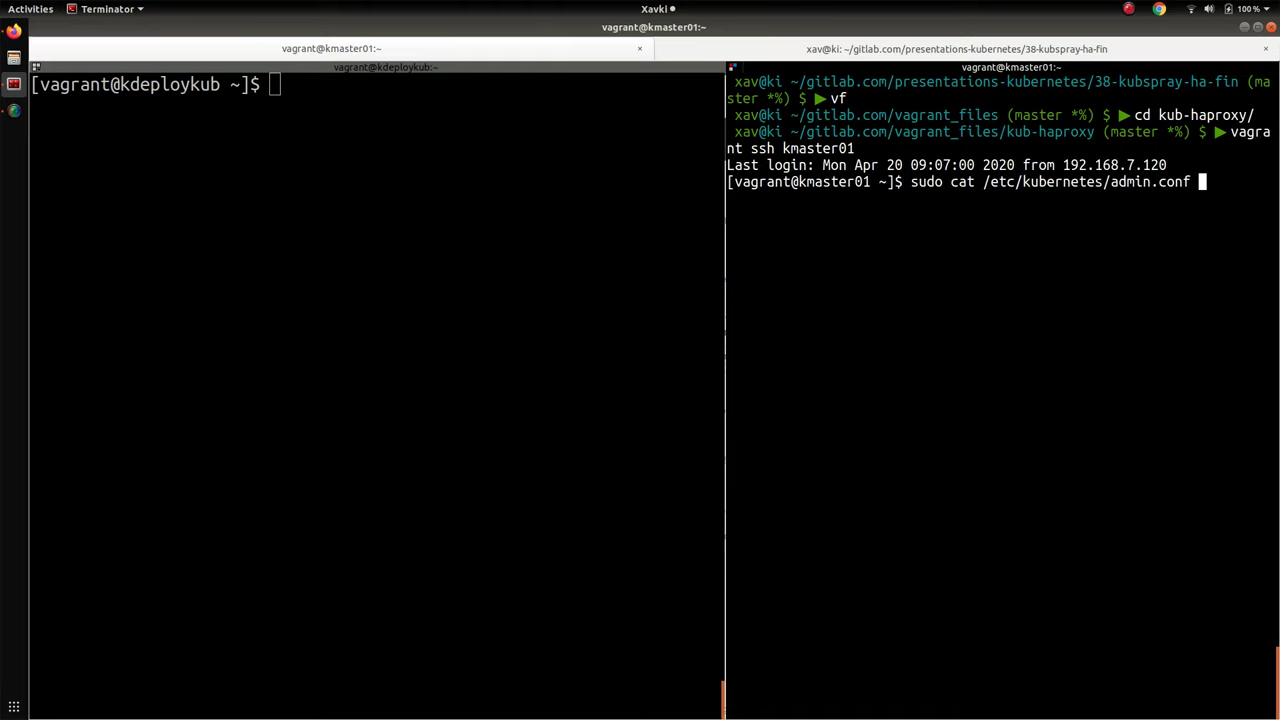 Activities
Terminator
Xavki
100 %
vagrant@kmaster01:~
vagrant@kmaster01:~ ×
xav@ki: ~/gitlab.com/presentations-kubernetes/38-kubspray-ha-fin ×
vagrant@kdeploykub:~
[vagrant@kdeploykub ~]$
vagrant@kmaster01:~
xav@ki ~/gitlab.com/presentations-kubernetes/38-kubspray-ha-fin (ma
ster *%) $ ▶ vf
xav@ki ~/gitlab.com/vagrant_files (master *%) $ ▶ cd kub-haproxy/
xav@ki ~/gitlab.com/vagrant_files/kub-haproxy (master *%) $ ▶ vagra
nt ssh kmaster01
Last login: Mon Apr 20 09:07:00 2020 from 192.168.7.120
[vagrant@kmaster01 ~]$ sudo cat /etc/kubernetes/admin.conf